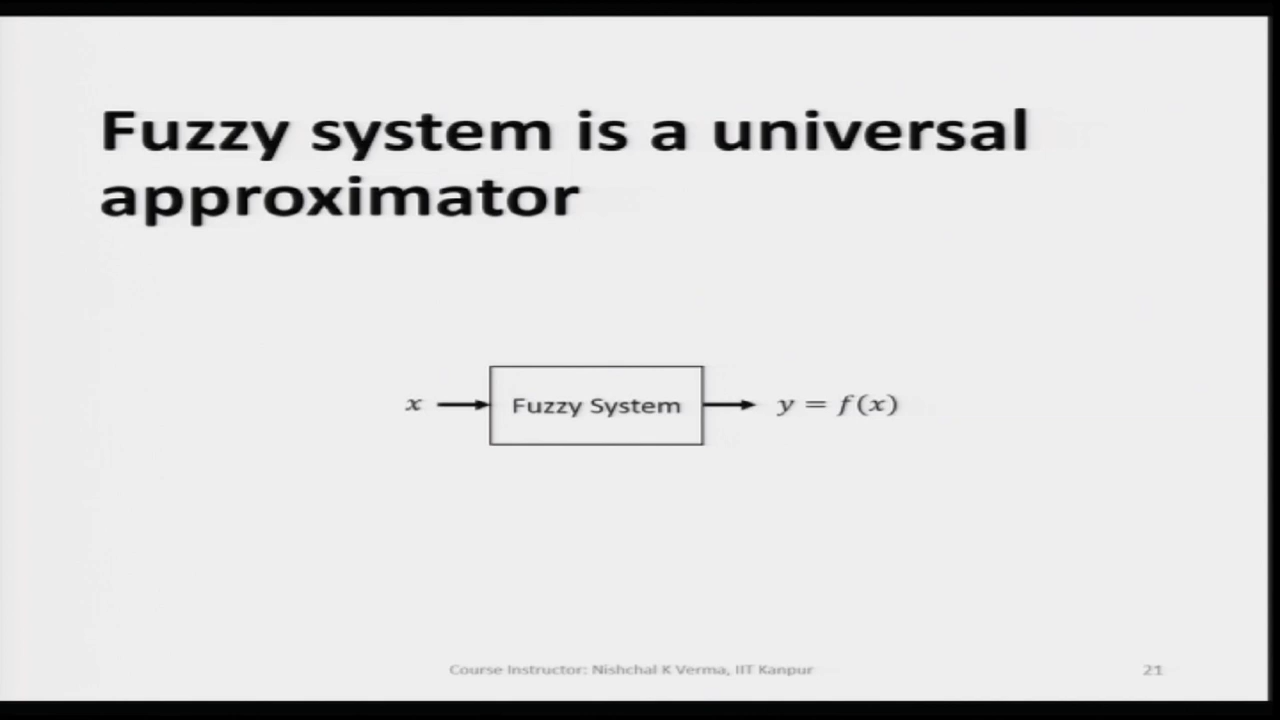 Fuzzy system is a universal
approximator
x
Fuzzy System
y = f(x)
Course Instructor: Nishchal K Verma, IIT Kanpur
21